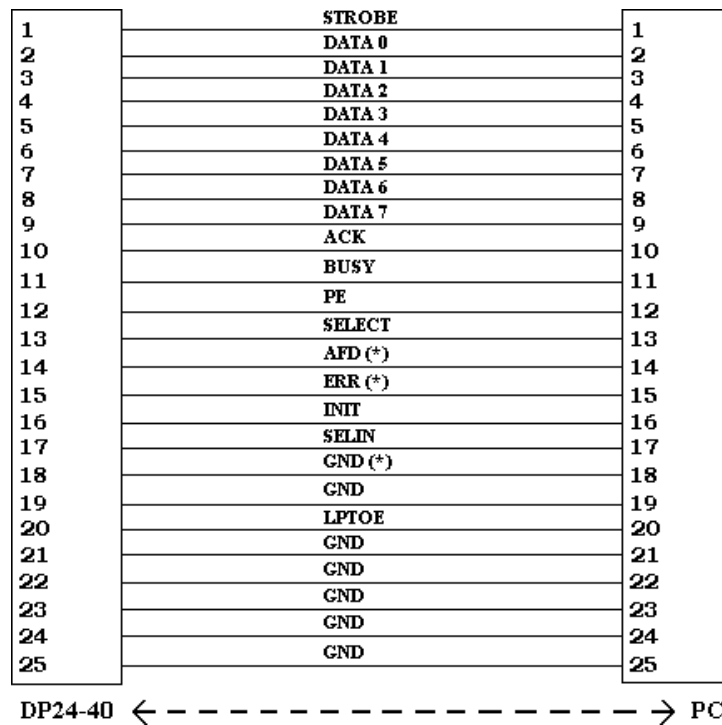 STROBE
1 1
DATA 0
2 2
DATA 1
3 3
DATA 2
4 4
DATA 3
5 5
DATA 4
6 6
DATA 5
7 7
DATA 6
8 8
DATA 7
9 9
ACK
10 10
BUSY
11 11
PE
12 12
SELECT
13 13
AFD (*)
14 14
ERR (*)
15 15
INIT
16 16
SELIN
17 17
GND (*)
18 18
GND
19 19
LPTOE
20 20
GND
21 21
GND
22 22
GND
23 23
GND
24 24
GND
25 25
DP24-40 PC